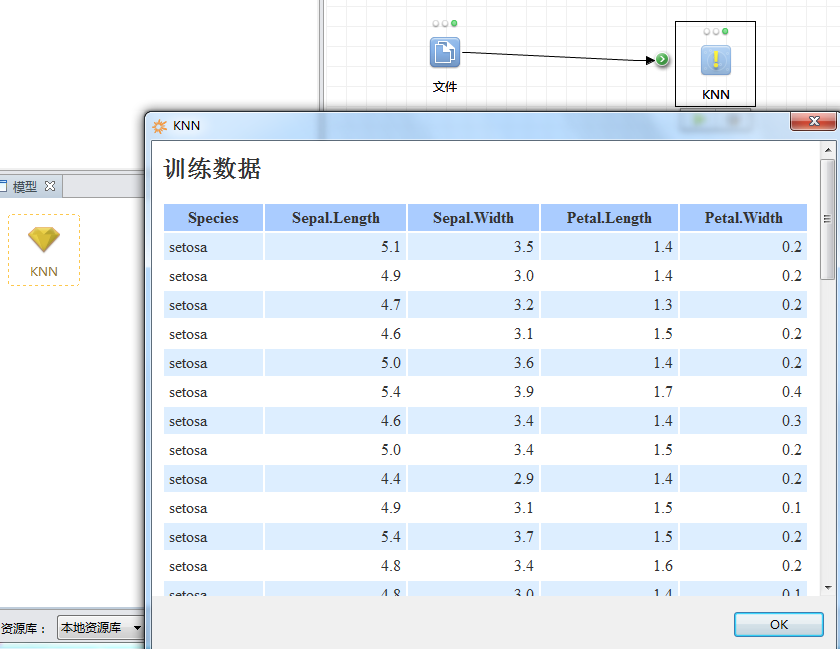 文件
KNN
KNN
训练数据
模型
KNN
Species Sepal.Length Sepal.Width Petal.Length Petal.Width
setosa 5.1 3.5 1.4 0.2
setosa 4.9 3.0 1.4 0.2
setosa 4.7 3.2 1.3 0.2
setosa 4.6 3.1 1.5 0.2
setosa 5.0 3.6 1.4 0.2
setosa 5.4 3.9 1.7 0.4
setosa 4.6 3.4 1.4 0.3
setosa 5.0 3.4 1.5 0.2
setosa 4.4 2.9 1.4 0.2
setosa 4.9 3.1 1.5 0.1
setosa 5.4 3.7 1.5 0.2
setosa 4.8 3.4 1.6 0.2
setosa 4.8 3.0 1.4 0.1
资源库： 本地资源库
OK